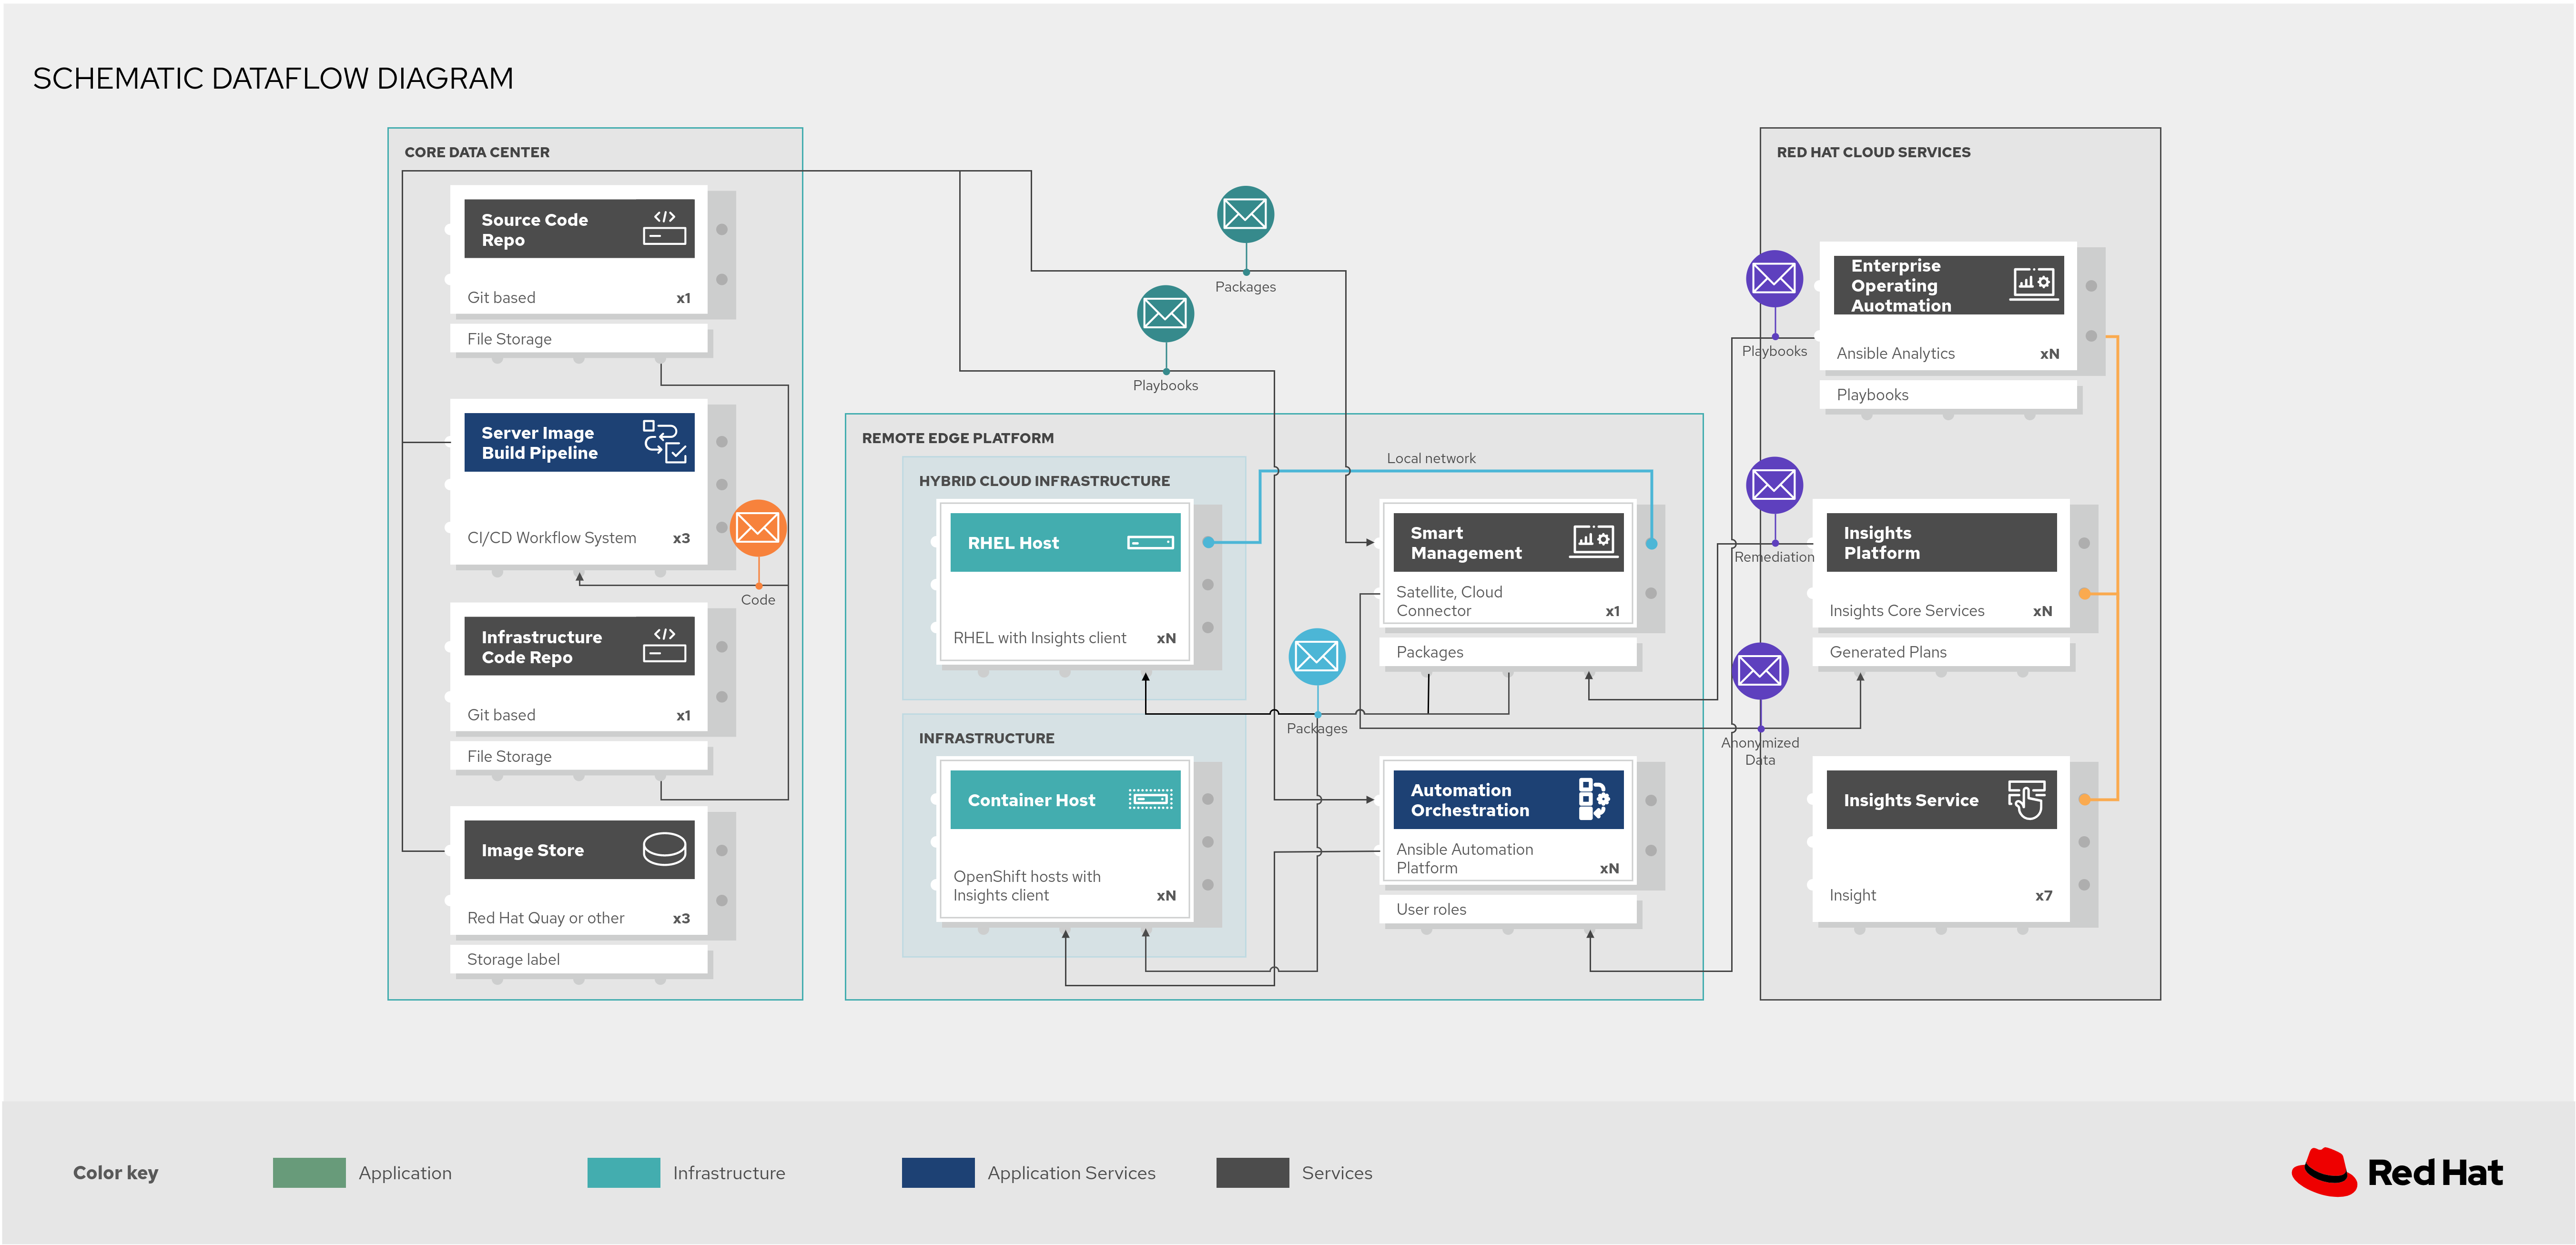 SCHEMATIC DATAFLOW DIAGRAM
CORE DATA CENTER
Source Code
Repo
Git based x1
File Storage
Server Image
Build Pipeline
CI/CD Workflow System x3
Code
Infrastructure
Code Repo
Git based x1
File Storage
Image Store
Red Hat Quay or other x3
Storage label
Packages
Playbooks
REMOTE EDGE PLATFORM
HYBRID CLOUD INFRASTRUCTURE
Local network
RHEL Host
RHEL with Insights client xN
Smart
Management
Satellite, Cloud
Connector x1
Packages
Packages
INFRASTRUCTURE
Container Host
OpenShift hosts with
Insights client xN
Automation
Orchestration
Ansible Automation
Platform xN
User roles
RED HAT CLOUD SERVICES
Playbooks
Enterprise
Operating
Auotmation
Ansible Analytics xN
Playbooks
Remediation
Insights
Platform
Insights Core Services xN
Generated Plans
Anonymized
Data
Insights Service
Insight x7
Color key
Application
Infrastructure
Application Services
Services
Red Hat